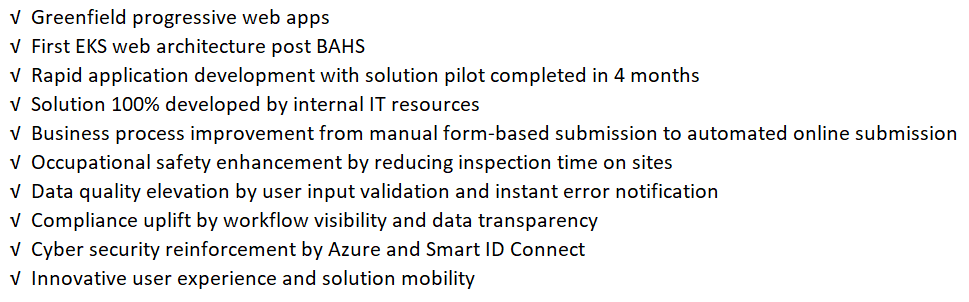 √ Greenfield progressive web apps
√ First EKS web architecture post BAHS
√ Rapid application development with solution pilot completed in 4 months
√ Solution 100% developed by internal IT resources
√ Business process improvement from manual form-based submission to automated online submission
√ Occupational safety enhancement by reducing inspection time on sites
√ Data quality elevation by user input validation and instant error notification
√ Compliance uplift by workflow visibility and data transparency
√ Cyber security reinforcement by Azure and Smart ID Connect
√ Innovative user experience and solution mobility